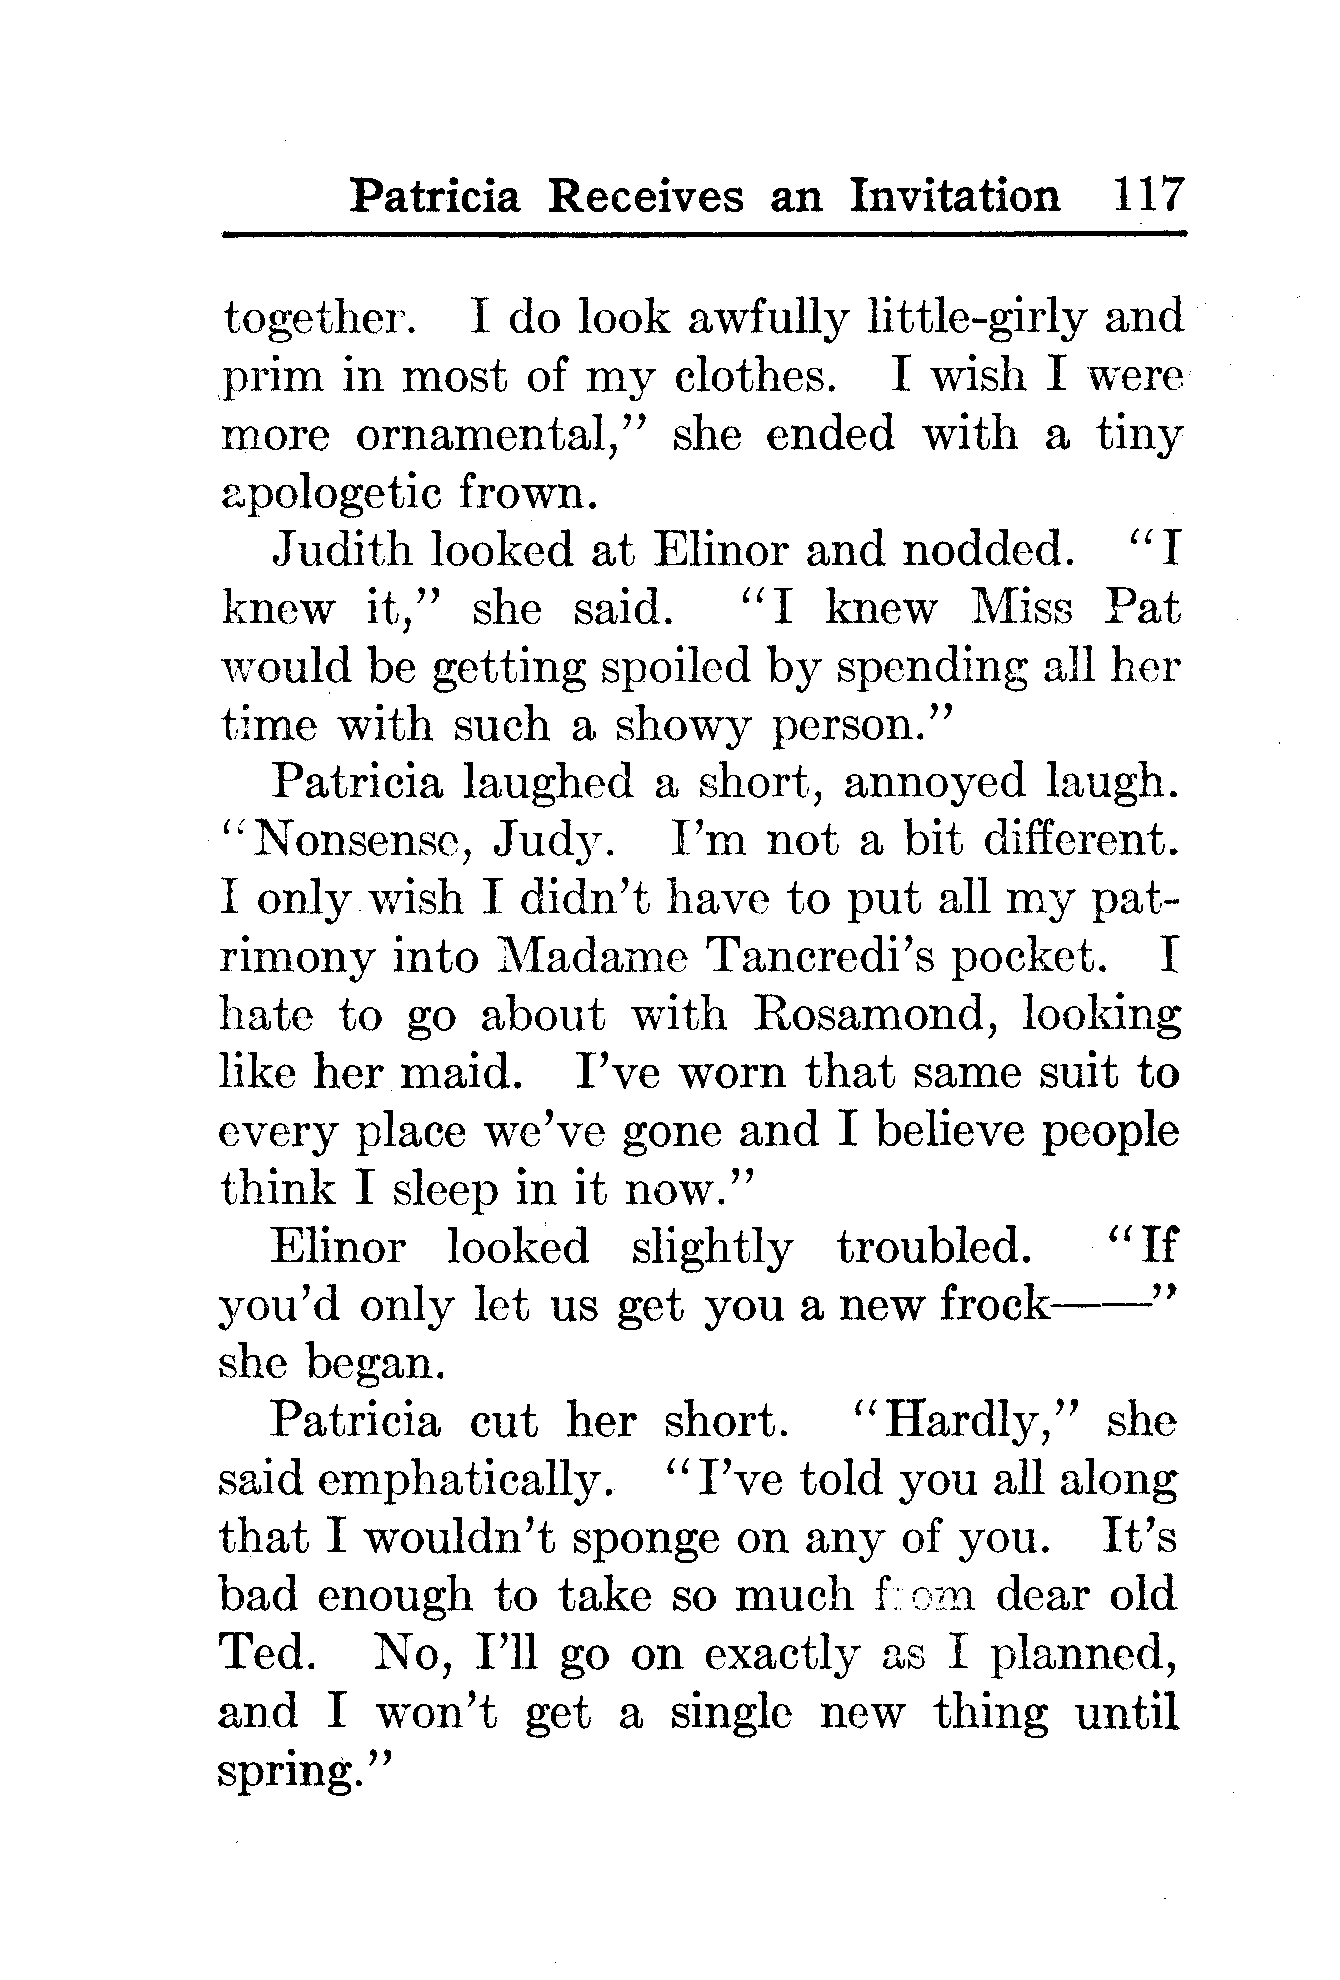 Patricia Receives an Invitation 117
together. I do look awfully little-girly and
prim in most of my clothes. I wish I were
more ornamental,” she ended with a tiny
apologetic frown.
Judith looked at Elinor and nodded. “I
knew it,” she said. “I knew Miss Pat
would be getting spoiled by spending all her
time with such a showy person.”
Patricia laughed a short, annoyed laugh.
“Nonsense, Judy. I’m not a bit different.
I only wish I didn’t have to put all my pat-
rimony into Madame Tancredi’s pocket. I
hate to go about with Rosamond, looking
like her maid. I’ve worn that same suit to
every place we’ve gone and I believe people
think I sleep in it now.”
Elinor looked slightly troubled. “If
you’d only let us get you a new frock——”
she began.
Patricia cut her short. “Hardly,” she
said emphatically. “I’ve told you all along
that I wouldn’t sponge on any of you. It’s
bad enough to take so much from dear old
Ted. No, I’ll go on exactly as I planned,
and I won’t get a single new thing until
spring.”